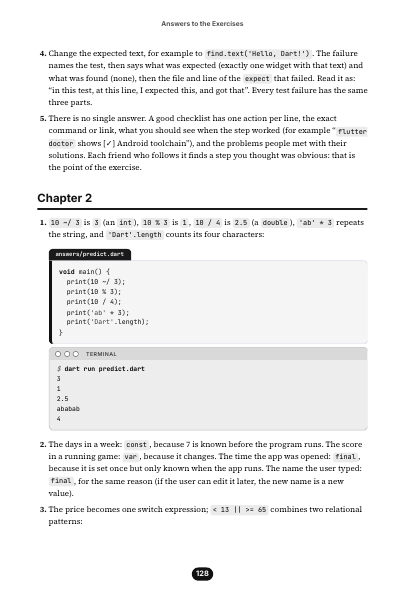 Answers to the Exercises
4. Change the expected text, for example to find.text('Hello, Dart!') . The failure
names the test, then says what was expected (exactly one widget with that text) and
what was found (none), then the file and line of the expect that failed. Read it as:
“in this test, at this line, I expected this, and got that”. Every test failure has the same
three parts.
5. There is no single answer. A good checklist has one action per line, the exact
command or link, what you should see when the step worked (for example “ flutter
doctor shows [✓] Android toolchain”), and the problems people met with their
solutions. Each friend who follows it finds a step you thought was obvious: that is
the point of the exercise.
Chapter 2
1. 10 ~/ 3 is 3 (an int ), 10 % 3 is 1 , 10 / 4 is 2.5 (a double ), 'ab' * 3 repeats
the string, and 'Dart'.length counts its four characters:
answers/predict.dart
void main() {
print(10 ~/ 3);
print(10 % 3);
print(10 / 4);
print('ab' * 3);
print('Dart'.length);
}
TERMINAL
$ dart run predict.dart
3
1
2.5
ababab
4
2. The days in a week: const , because 7 is known before the program runs. The score
in a running game: var , because it changes. The time the app was opened: final ,
because it is set once but only known when the app runs. The name the user typed:
final , for the same reason (if the user can edit it later, the new name is a new
value).
3. The price becomes one switch expression; < 13 || >= 65 combines two relational
patterns:
128